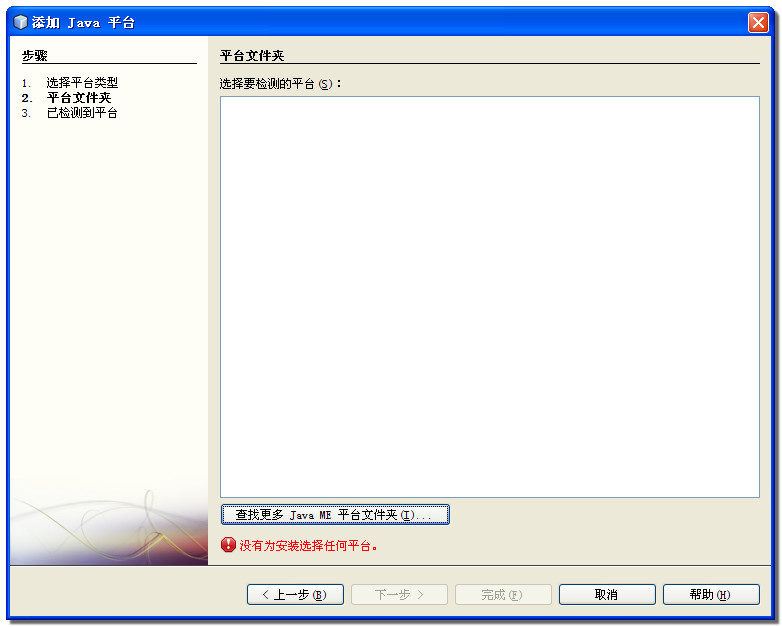 添加 Java 平台
步骤
1. 选择平台类型
2. 平台文件夹
3. 已检测到平台
平台文件夹
选择要检测的平台(S)：
查找更多 Java ME 平台文件夹(I)...
没有为安装选择任何平台。
< 上一步(B)
下一步 >
完成(F)
取消
帮助(H)